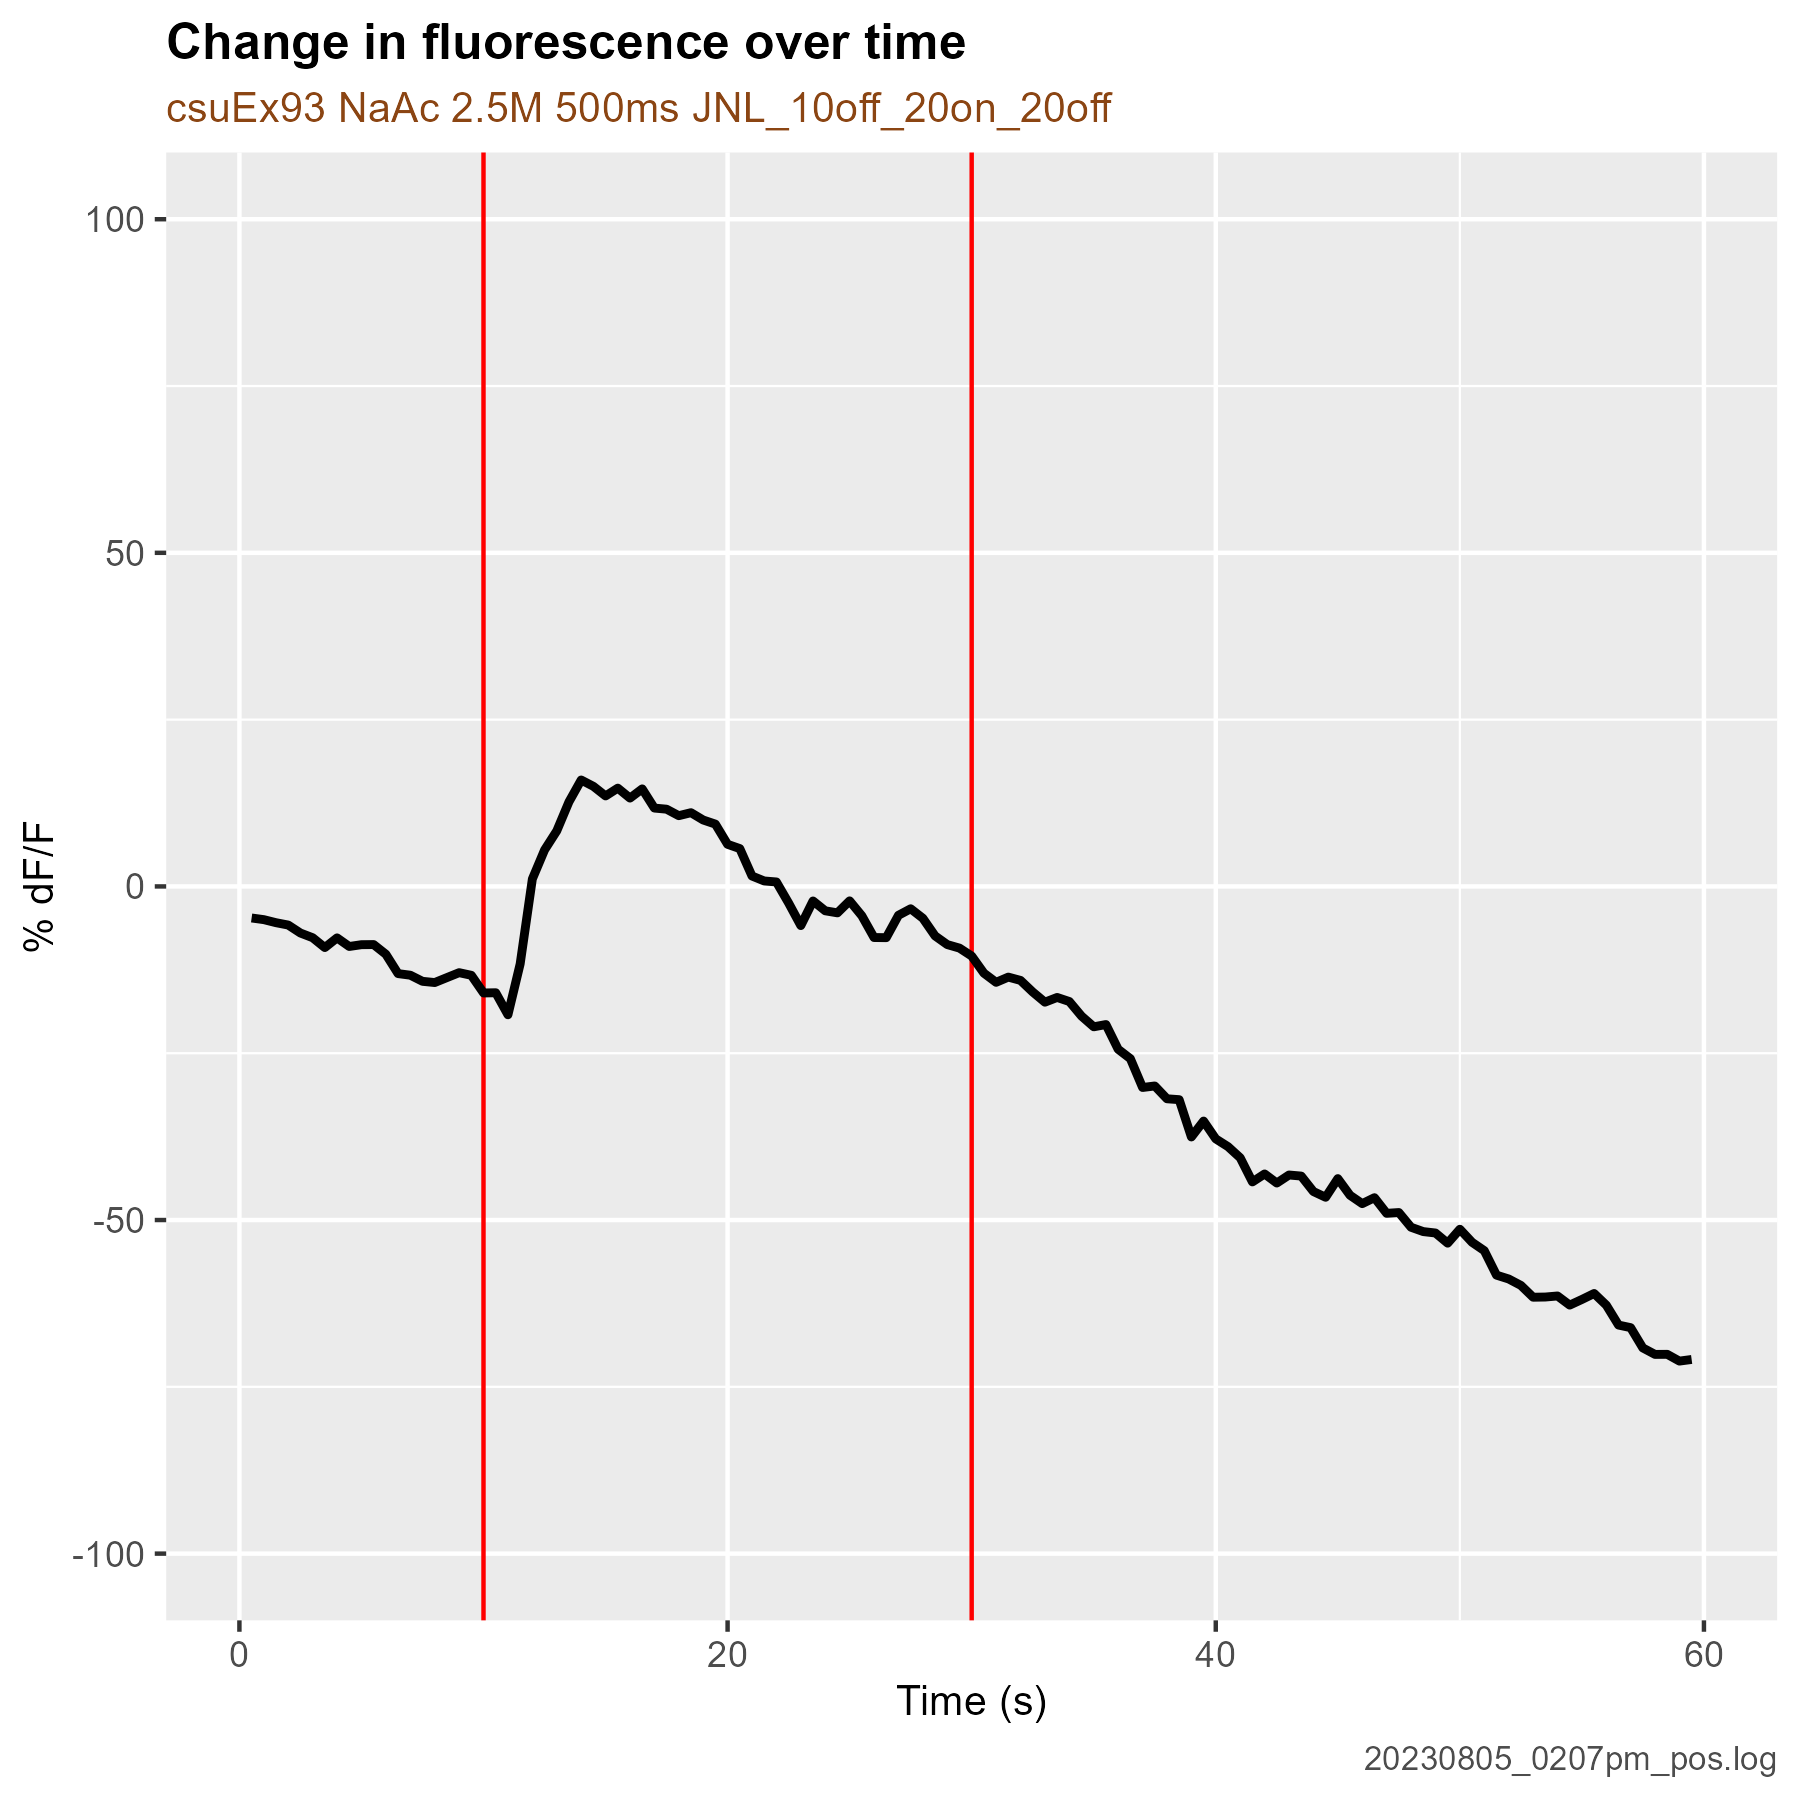 Change in fluorescence over time
csuEx93 NaAc 2.5M 500ms JNL_10off_20on_20off
100
50
0
-50
-100
% dF/F
0 20 40 60
Time (s)
20230805_0207pm_pos.log